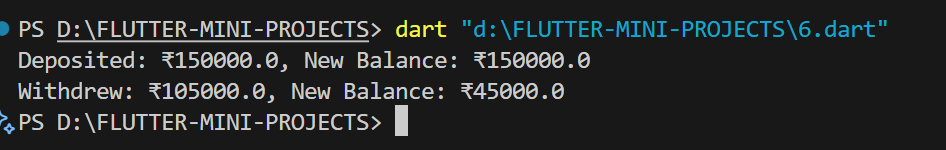 PS D:\FLUTTER-MINI-PROJECTS> dart "d:\FLUTTER-MINI-PROJECTS\6.dart"
Deposited: ₹150000.0, New Balance: ₹150000.0
Withdrew: ₹105000.0, New Balance: ₹45000.0
PS D:\FLUTTER-MINI-PROJECTS>